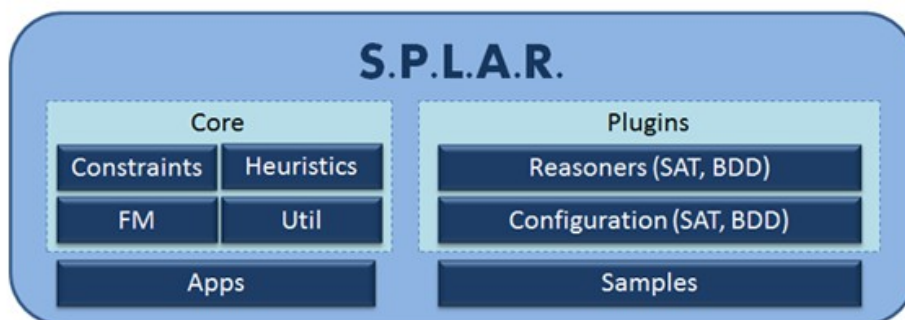 S.P.L.A.R.
Core
Constraints
Heuristics
FM
Util
Plugins
Reasoners (SAT, BDD)
Configuration (SAT, BDD)
Apps
Samples